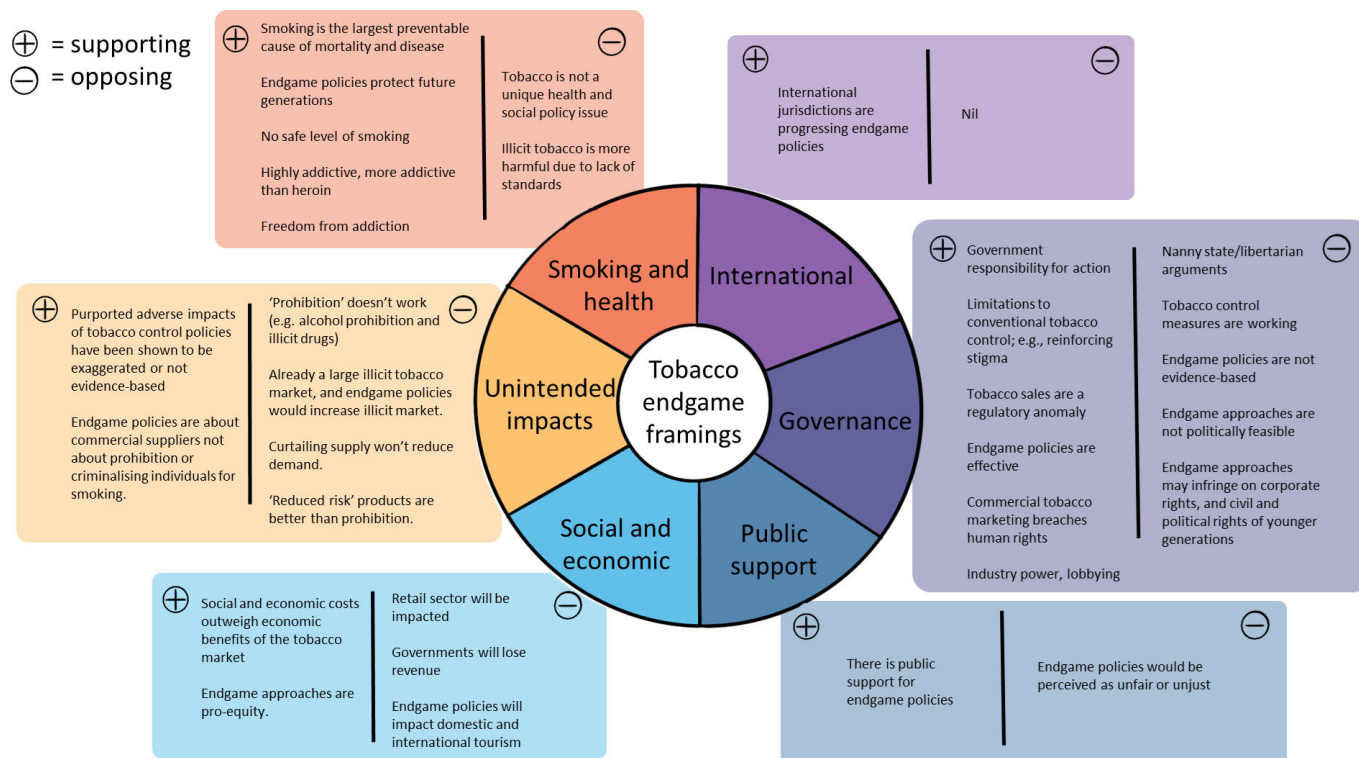 ⊕ = supporting
⊖ = opposing
⊕
Smoking is the largest preventable
cause of mortality and disease
Endgame policies protect future
generations
No safe level of smoking
Highly addictive, more addictive
than heroin
Freedom from addiction
⊖
Tobacco is not a
unique health and
social policy issue
Illicit tobacco is more
harmful due to lack of
standards
⊕
International
jurisdictions are
progressing endgame
policies
⊖
Nil
⊕
Government
responsibility for action
Limitations to
conventional tobacco
control; e.g., reinforcing
stigma
Tobacco sales are a
regulatory anomaly
Endgame policies are
effective
Commercial tobacco
marketing breaches
human rights
Industry power, lobbying
⊖
Nanny state/libertarian
arguments
Tobacco control
measures are working
Endgame policies are not
evidence-based
Endgame approaches are
not politically feasible
Endgame approaches
may infringe on corporate
rights, and civil and
political rights of younger
generations
⊕
Purported adverse impacts
of tobacco control policies
have been shown to be
exaggerated or not
evidence-based
Endgame policies are about
commercial suppliers not
about prohibition or
criminalising individuals for
smoking.
⊖
‘Prohibition’ doesn’t work
(e.g. alcohol prohibition and
illicit drugs)
Already a large illicit tobacco
market, and endgame policies
would increase illicit market.
Curtailing supply won’t reduce
demand.
‘Reduced risk’ products are
better than prohibition.
Smoking and
health
International
Unintended
impacts
Tobacco
endgame
framings
Governance
Social and
economic
Public
support
⊕
Social and economic costs
outweigh economic
benefits of the tobacco
market
Endgame approaches are
pro-equity.
⊖
Retail sector will be
impacted
Governments will lose
revenue
Endgame policies will
impact domestic and
international tourism
⊕
There is public
support for
endgame policies
⊖
Endgame policies would be
perceived as unfair or unjust